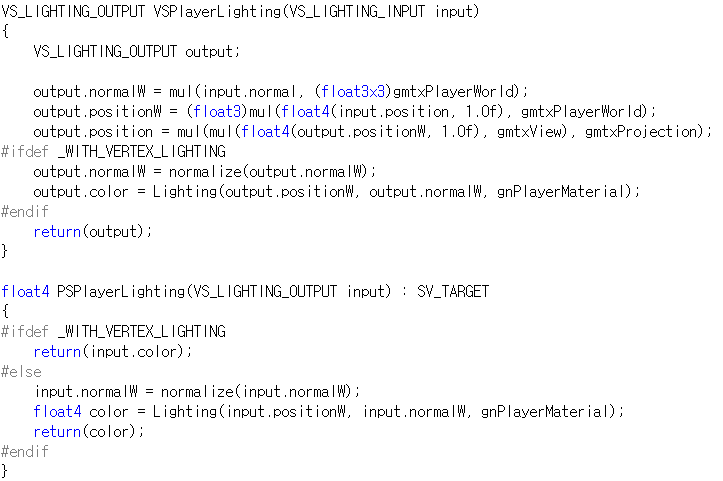 VS_LIGHTING_OUTPUT VSPlayerLighting(VS_LIGHTING_INPUT input)
{
    VS_LIGHTING_OUTPUT output;

    output.normalW = mul(input.normal, (float3x3)gmtxPlayerWorld);
    output.positionW = (float3)mul(float4(input.position, 1.0f), gmtxPlayerWorld);
    output.position = mul(mul(float4(output.positionW, 1.0f), gmtxView), gmtxProjection);
#ifdef _WITH_VERTEX_LIGHTING
    output.normalW = normalize(output.normalW);
    output.color = Lighting(output.positionW, output.normalW, gnPlayerMaterial);
#endif
    return(output);
}

float4 PSPlayerLighting(VS_LIGHTING_OUTPUT input) : SV_TARGET
{
#ifdef _WITH_VERTEX_LIGHTING
    return(input.color);
#else
    input.normalW = normalize(input.normalW);
    float4 color = Lighting(input.positionW, input.normalW, gnPlayerMaterial);
    return(color);
#endif
}